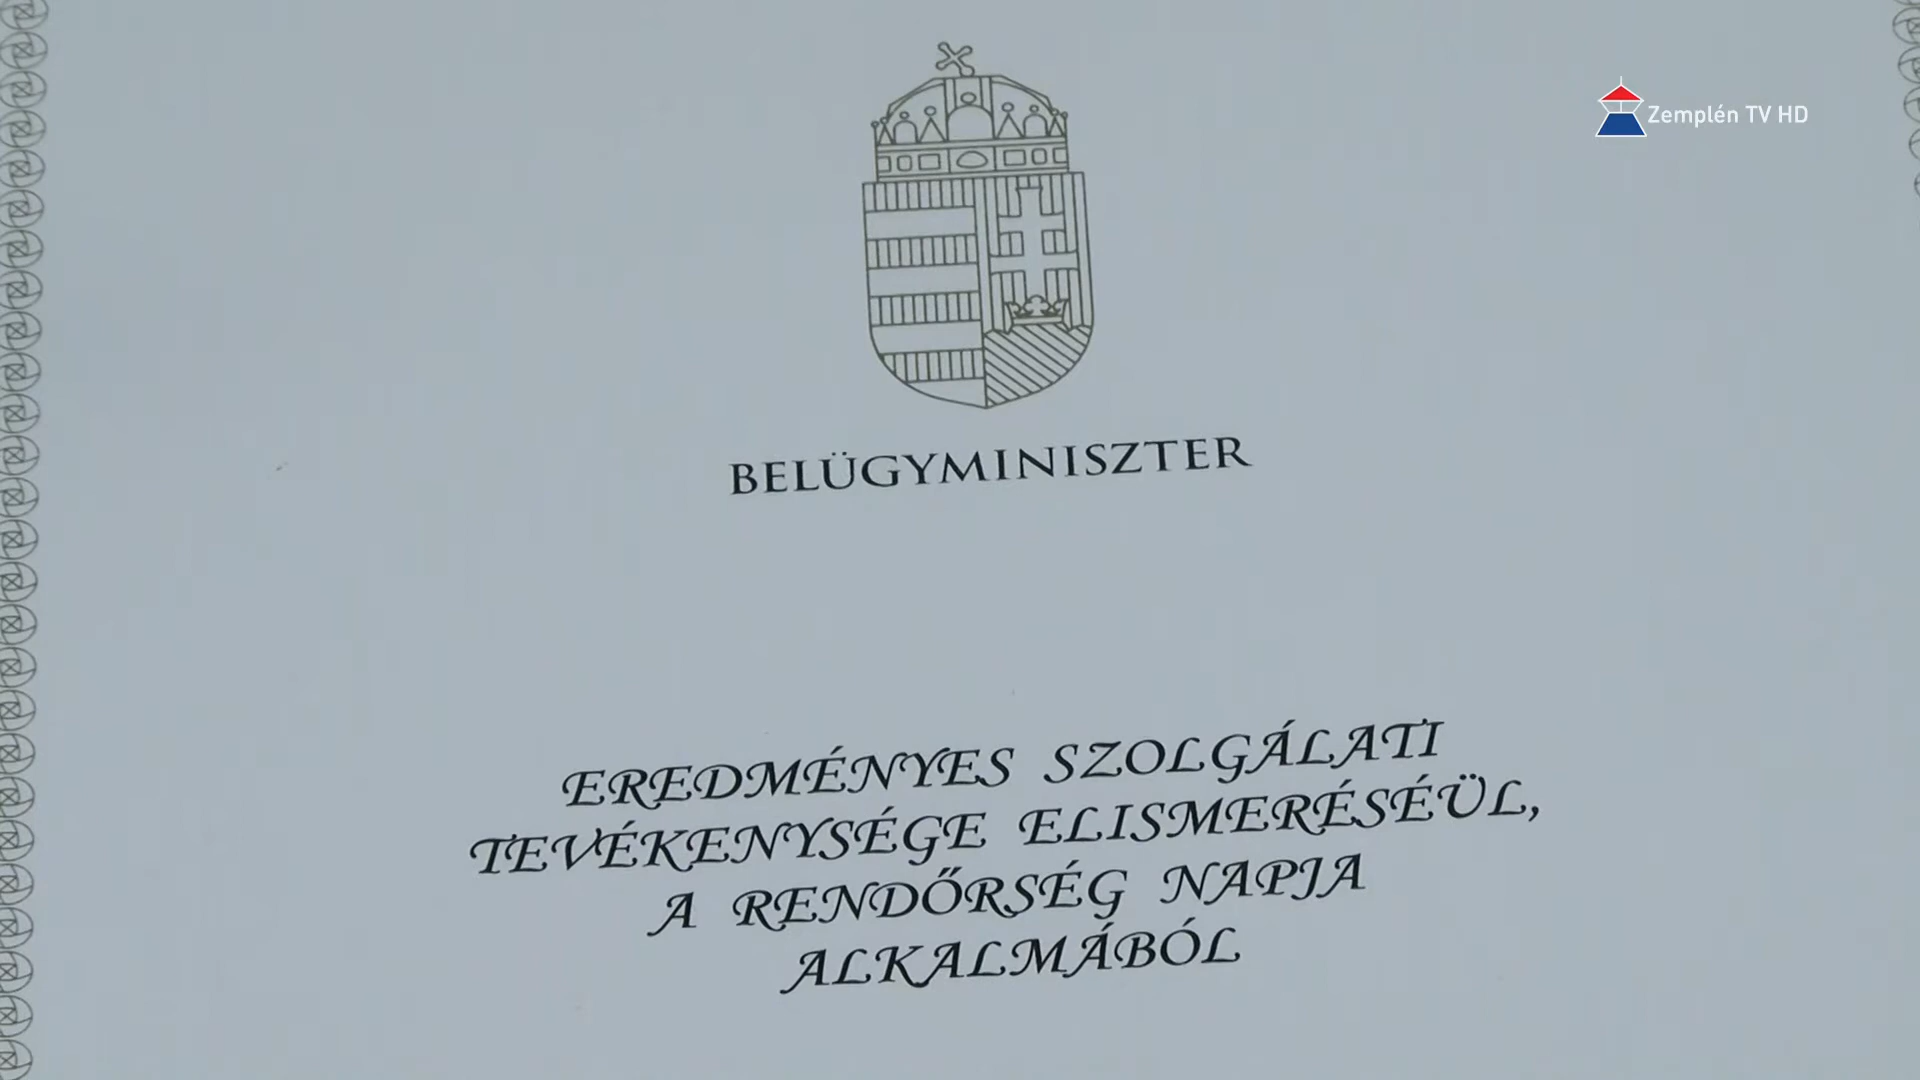 Zemplén TV HD
BELÜGYMINISZTER
EREDMÉNYES SZOLGÁLATI
TEVÉKENYSÉGE ELISMERÉSÉÜL,
A RENDŐRSÉG NAPJA
ALKALMÁBÓL